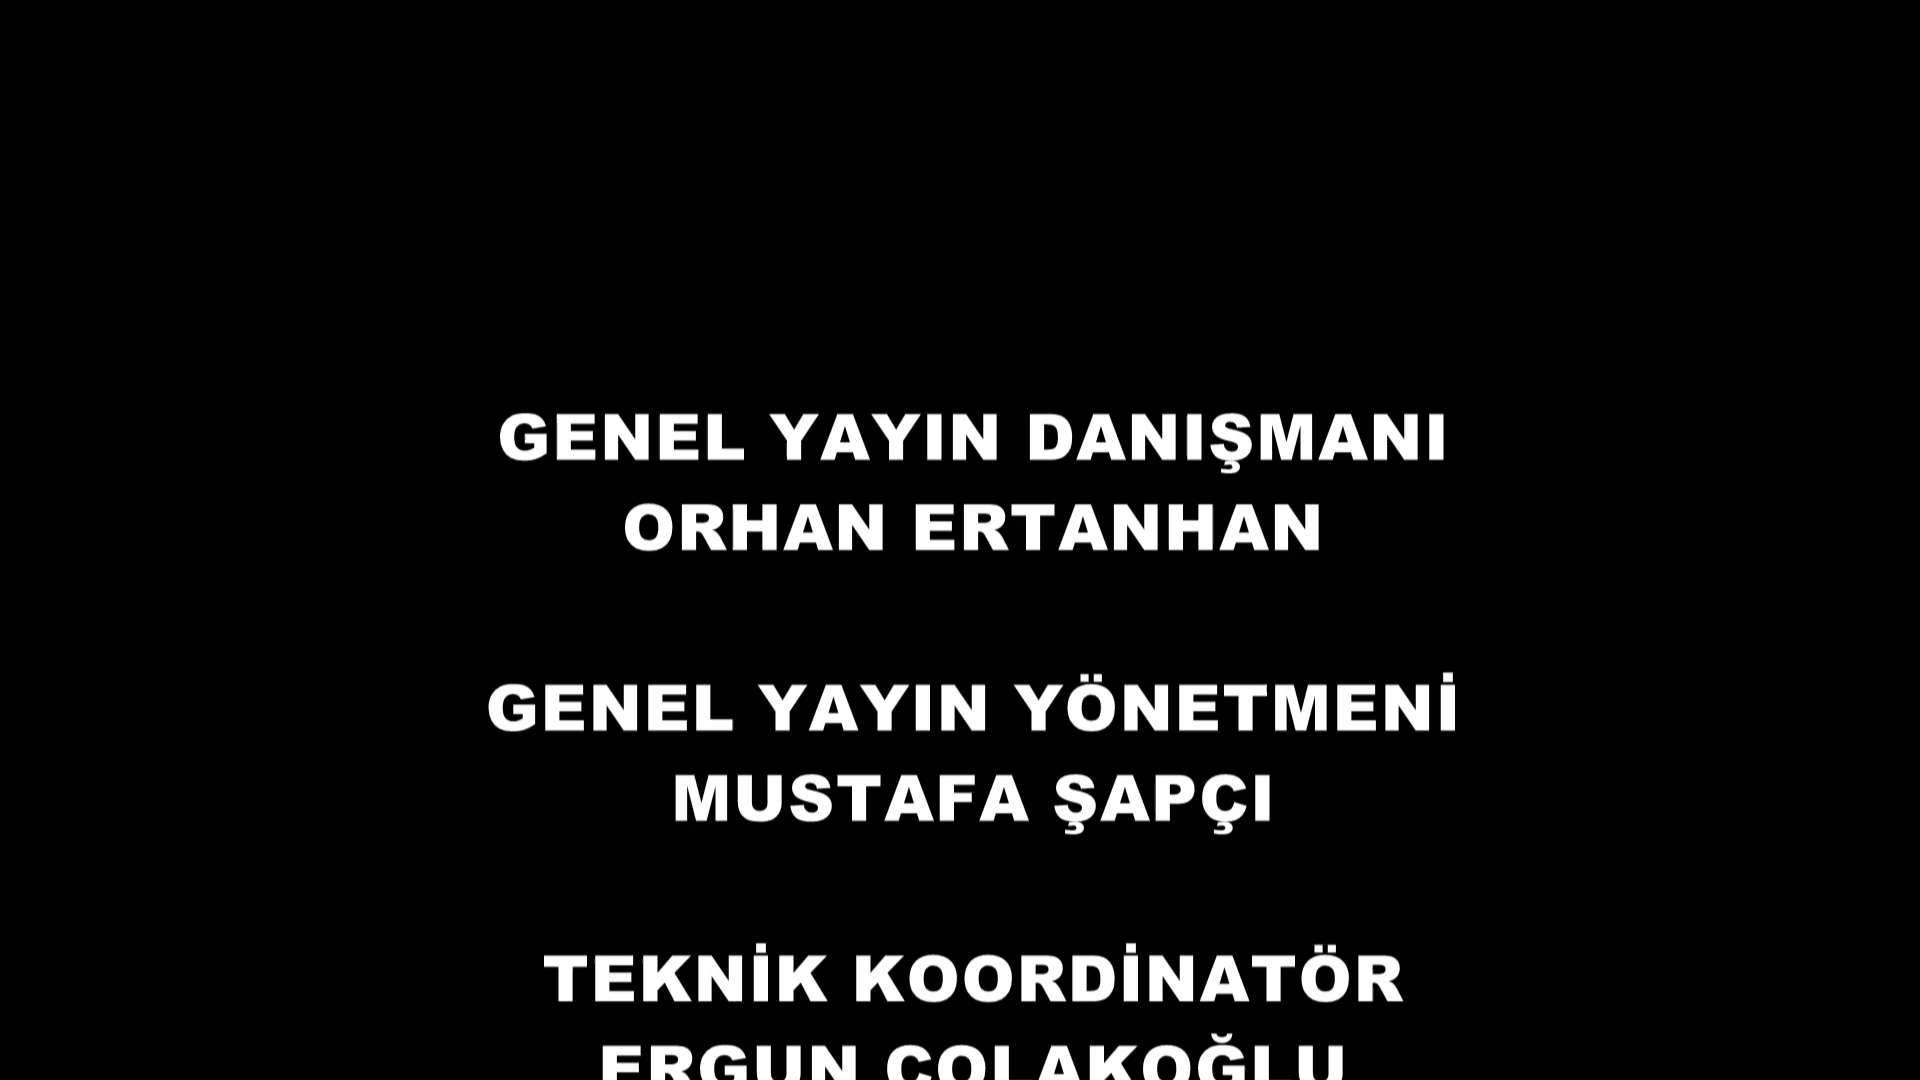 GENEL YAYIN DANIŞMANI
ORHAN ERTANHAN
GENEL YAYIN YÖNETMENİ
MUSTAFA ŞAPÇI
TEKNİK KOORDİNATÖR